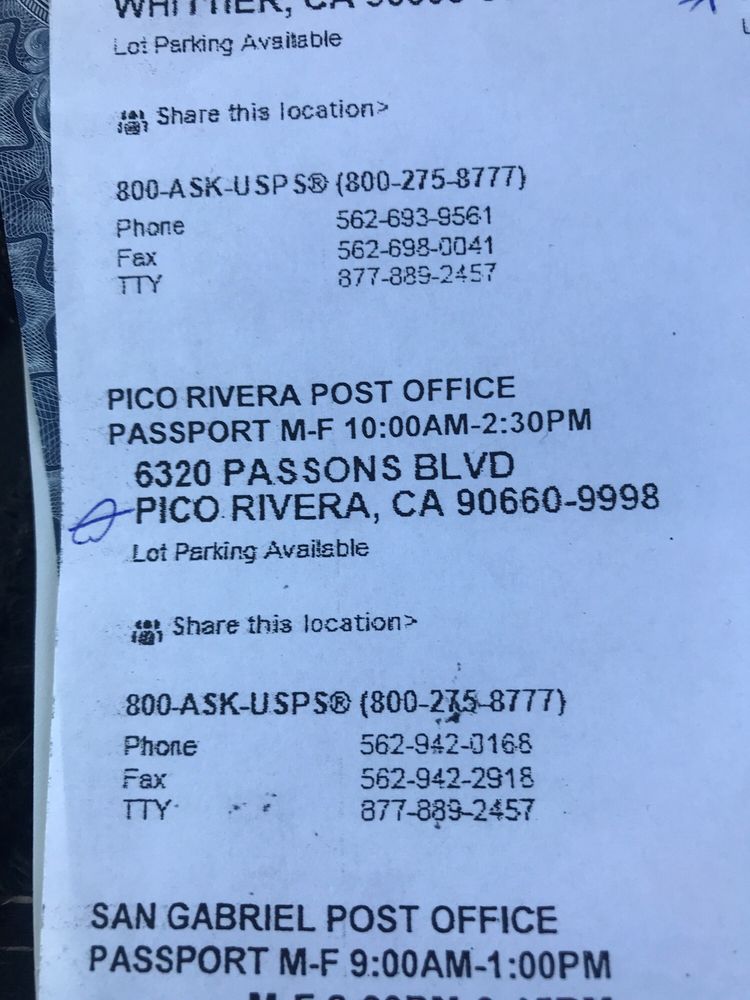 WHITTIER, CA
Lot Parking Available
Share this location>
800-ASK-USPS® (800-275-8777)
Phone 562-693-9561
Fax 562-698-0041
TTY 877-889-2457
PICO RIVERA POST OFFICE
PASSPORT M-F 10:00AM-2:30PM
6320 PASSONS BLVD
PICO RIVERA, CA 90660-9998
Lot Parking Available
Share this location>
800-ASK-USPS® (800-275-8777)
Phone 562-942-0168
Fax 562-942-2918
TTY 877-889-2457
SAN GABRIEL POST OFFICE
PASSPORT M-F 9:00AM-1:00PM